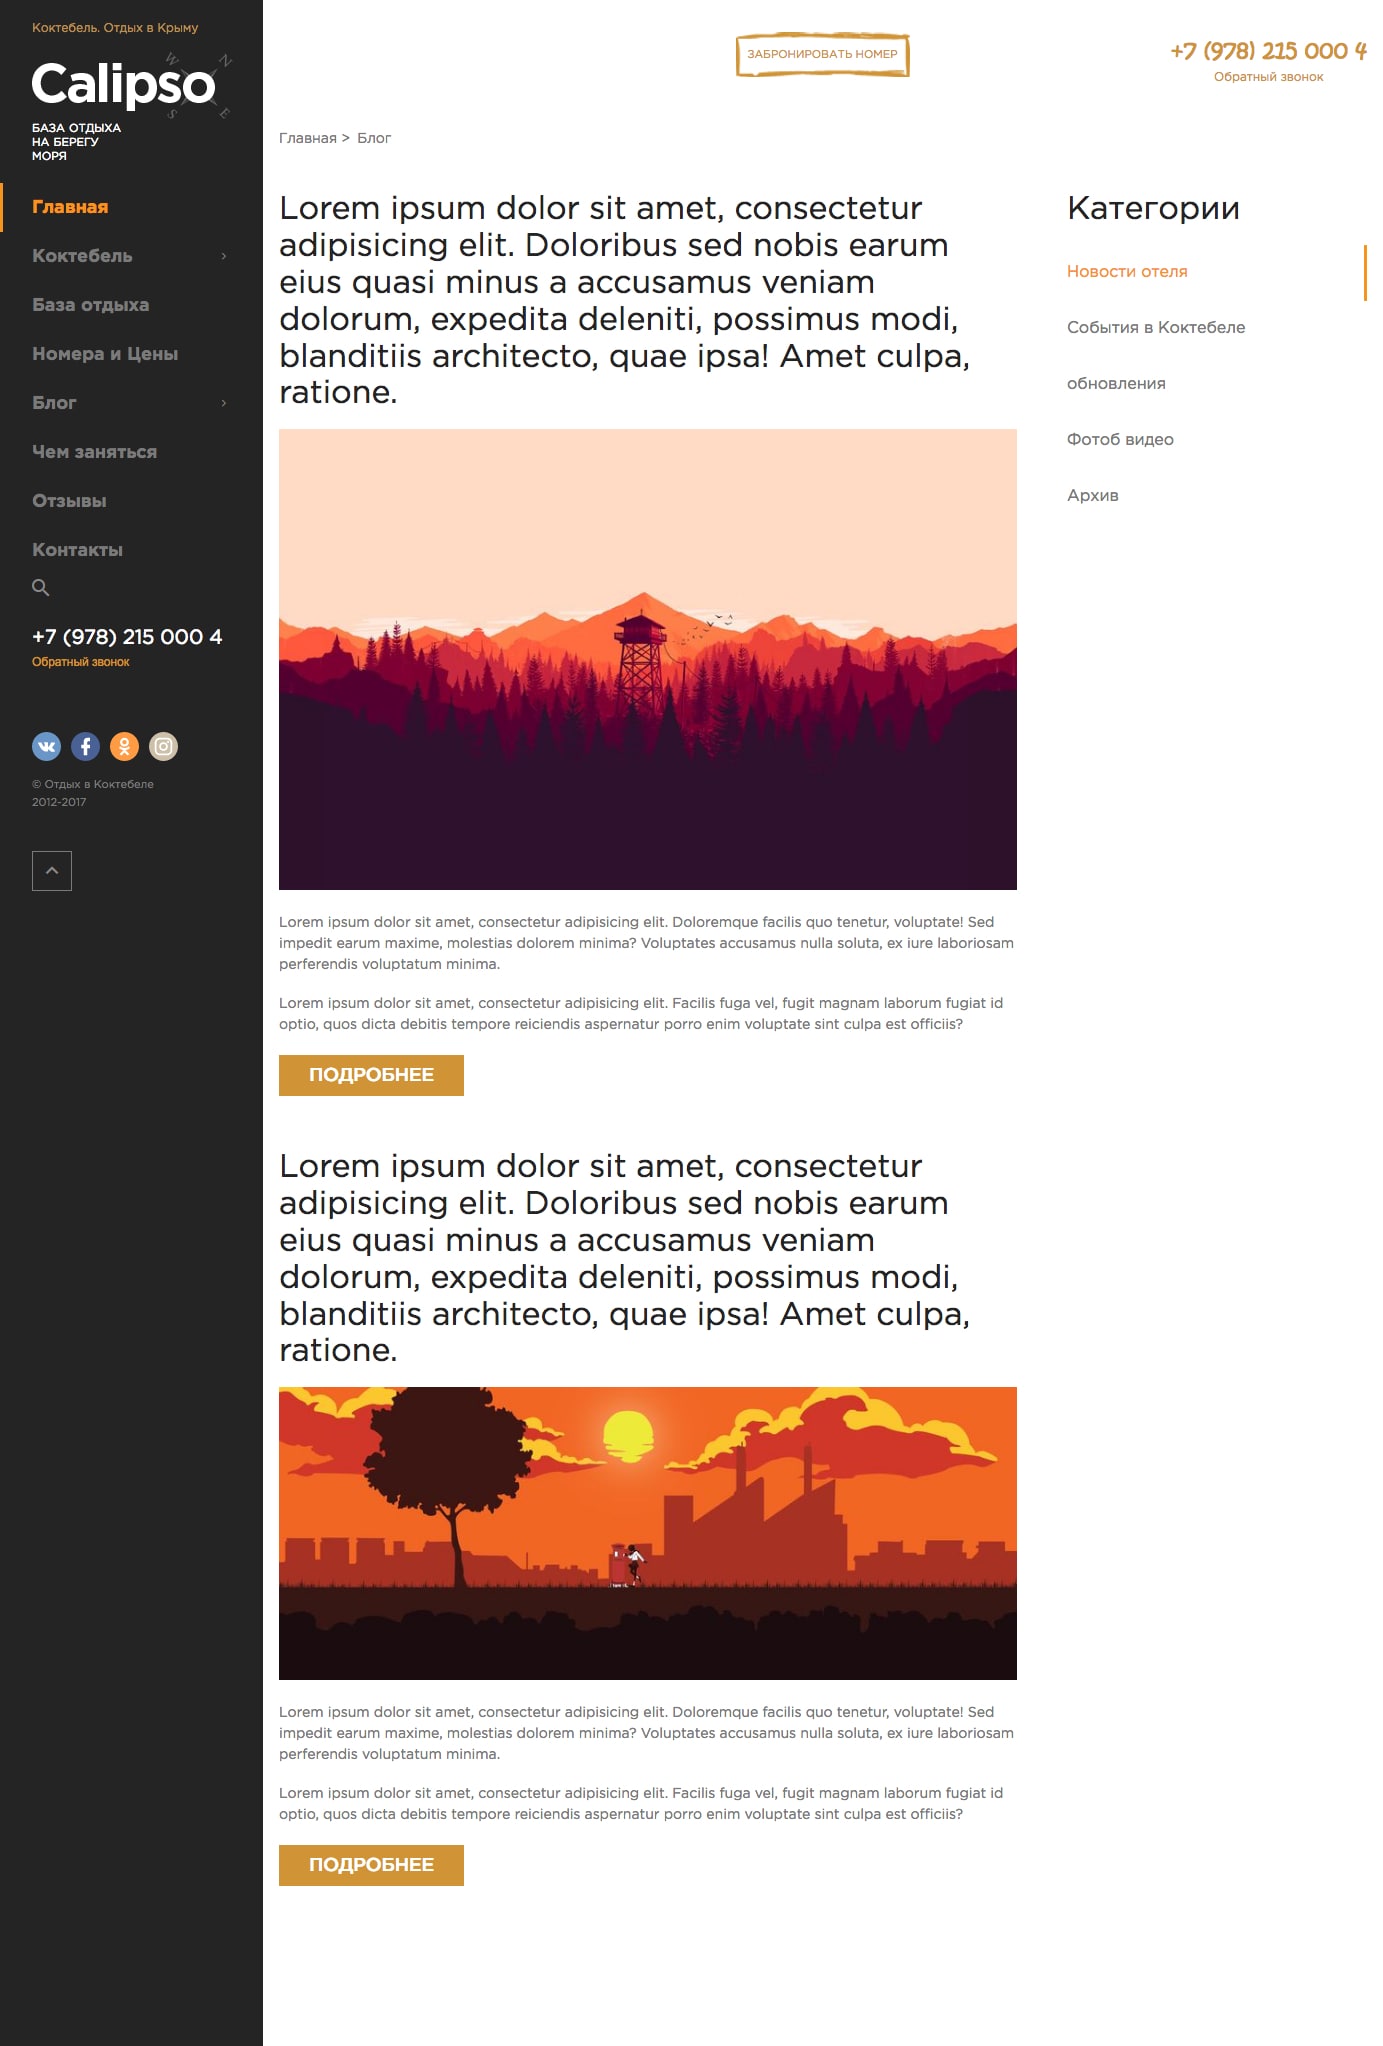 Коктебель. Отдых в Крыму
W N
Calipso
S E
БАЗА ОТДЫХА
НА БЕРЕГУ
МОРЯ
Главная
Коктебель
База отдыха
Номера и Цены
Блог
Чем заняться
Отзывы
Контакты
+7 (978) 215 000 4
Обратный звонок
© Отдых в Коктебеле
2012-2017
ЗАБРОНИРОВАТЬ НОМЕР
+7 (978) 215 000 4
Обратный звонок
Главная > Блог
Lorem ipsum dolor sit amet, consectetur
adipisicing elit. Doloribus sed nobis earum
eius quasi minus a accusamus veniam
dolorum, expedita deleniti, possimus modi,
blanditiis architecto, quae ipsa! Amet culpa,
ratione.
Lorem ipsum dolor sit amet, consectetur adipisicing elit. Doloremque facilis quo tenetur, voluptate! Sed
impedit earum maxime, molestias dolorem minima? Voluptates accusamus nulla soluta, ex iure laboriosam
perferendis voluptatum minima.
Lorem ipsum dolor sit amet, consectetur adipisicing elit. Facilis fuga vel, fugit magnam laborum fugiat id
optio, quos dicta debitis tempore reiciendis aspernatur porro enim voluptate sint culpa est officiis?
ПОДРОБНЕЕ
Lorem ipsum dolor sit amet, consectetur
adipisicing elit. Doloribus sed nobis earum
eius quasi minus a accusamus veniam
dolorum, expedita deleniti, possimus modi,
blanditiis architecto, quae ipsa! Amet culpa,
ratione.
Lorem ipsum dolor sit amet, consectetur adipisicing elit. Doloremque facilis quo tenetur, voluptate! Sed
impedit earum maxime, molestias dolorem minima? Voluptates accusamus nulla soluta, ex iure laboriosam
perferendis voluptatum minima.
Lorem ipsum dolor sit amet, consectetur adipisicing elit. Facilis fuga vel, fugit magnam laborum fugiat id
optio, quos dicta debitis tempore reiciendis aspernatur porro enim voluptate sint culpa est officiis?
ПОДРОБНЕЕ
Категории
Новости отеля
События в Коктебеле
обновления
Фотоб видео
Архив